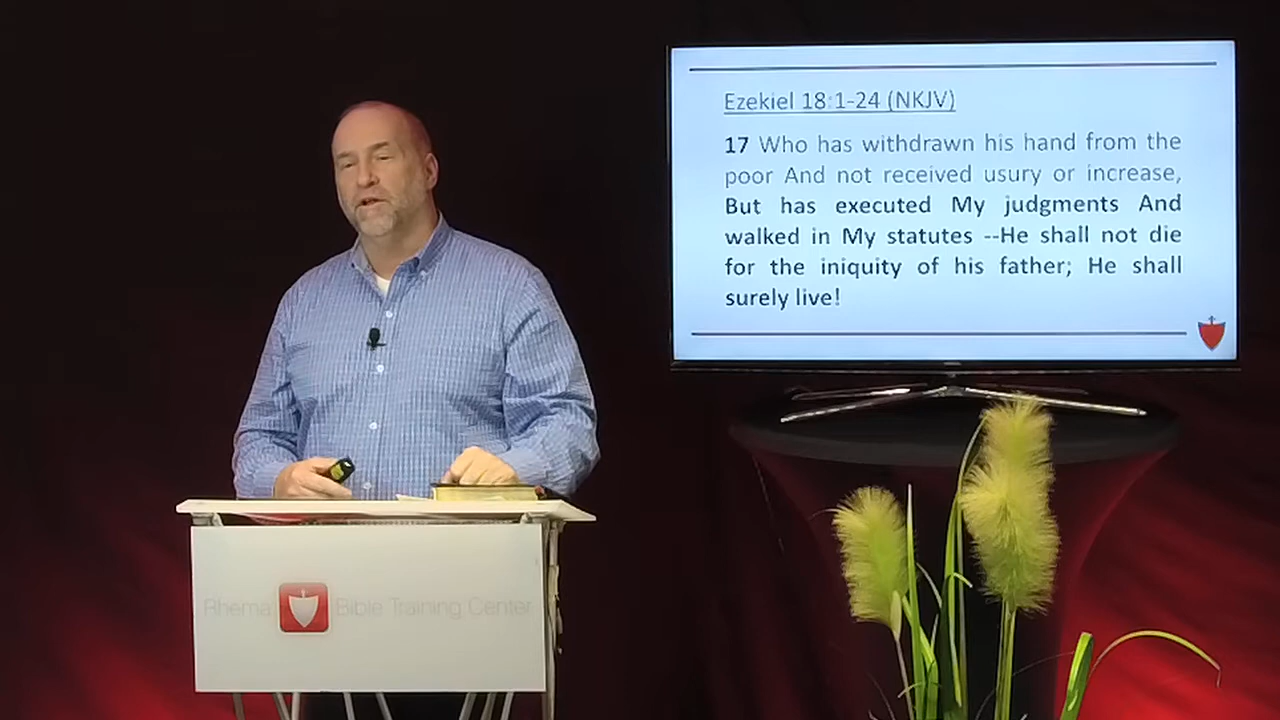 Ezekiel 18:1-24 (NKJV)
17 Who has withdrawn his hand from the
poor And not received usury or increase,
But has executed My judgments And
walked in My statutes --He shall not die
for the iniquity of his father; He shall
surely live!
Rhema Bible Training Center